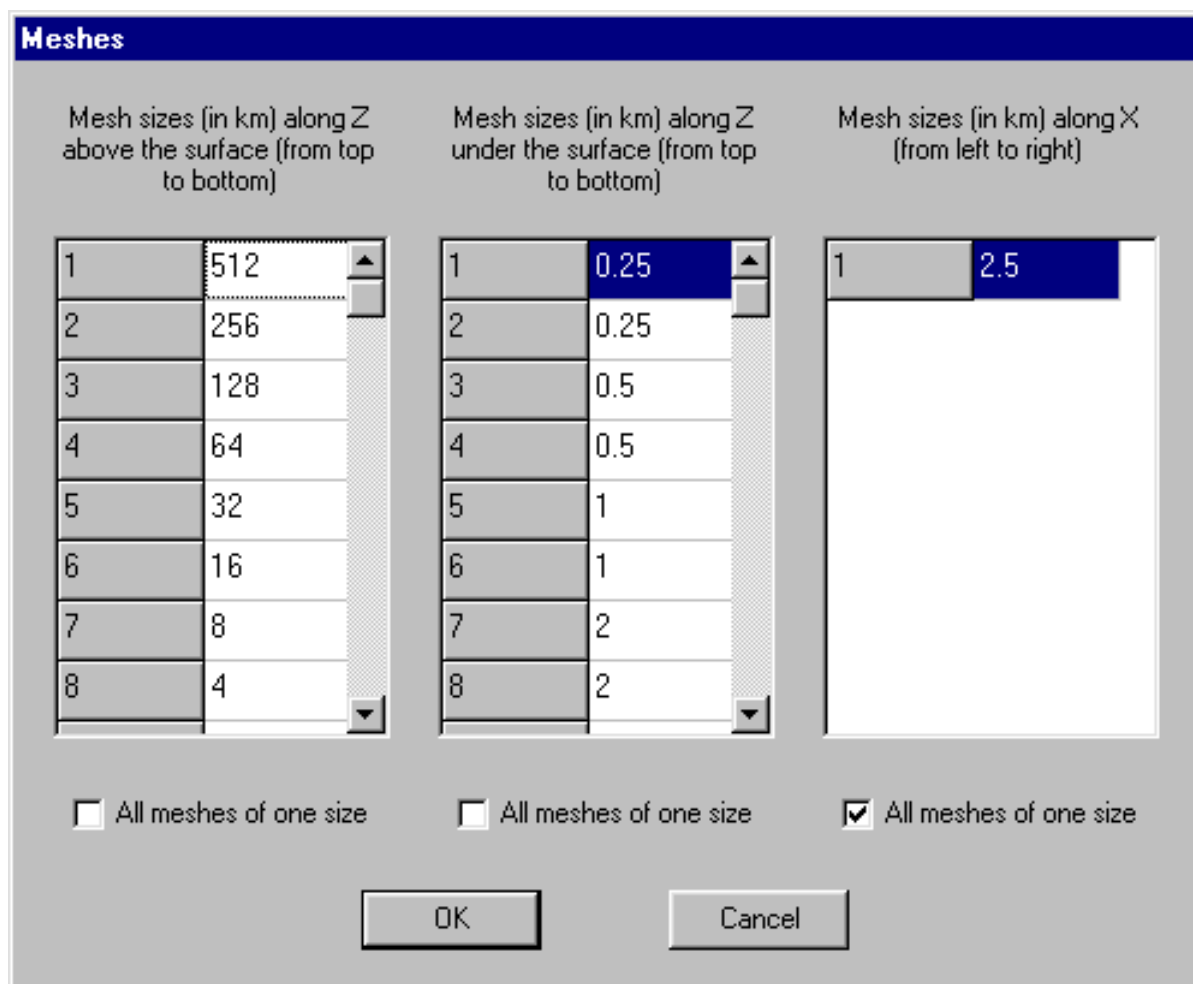 Meshes
Mesh sizes (in km) along Z
above the surface (from top
to bottom)
Mesh sizes (in km) along Z
under the surface (from top
to bottom)
Mesh sizes (in km) along X
(from left to right)
1 512
2 256
3 128
4 64
5 32
6 16
7 8
8 4
1 0.25
2 0.25
3 0.5
4 0.5
5 1
6 1
7 2
8 2
1 2.5
All meshes of one size
All meshes of one size
All meshes of one size
OK
Cancel